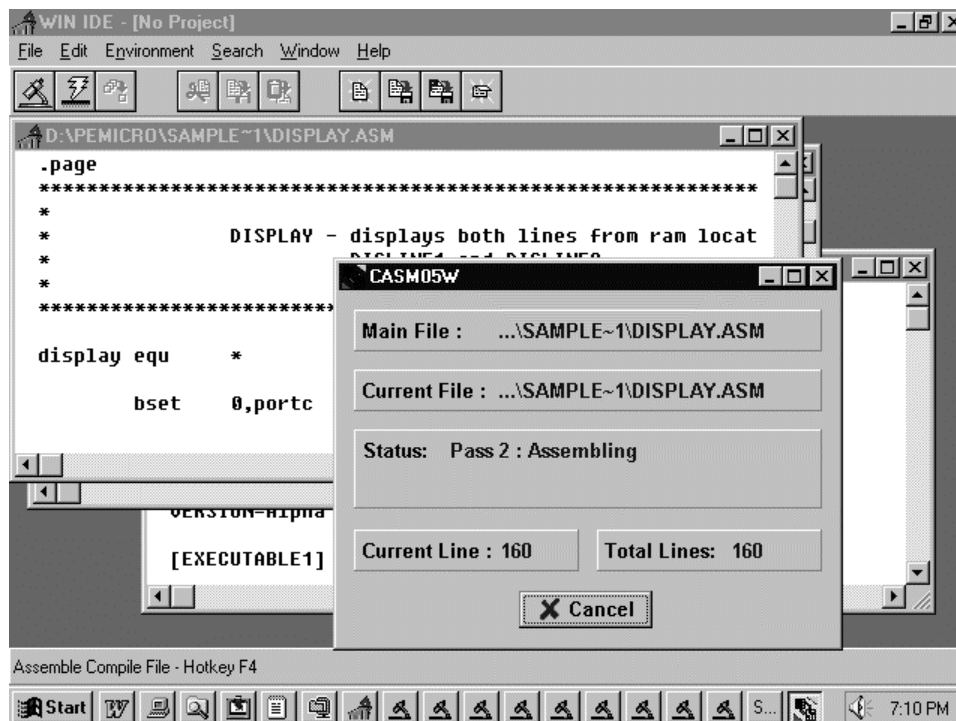 WIN IDE - [No Project]
File Edit Environment Search Window Help
D:\PEMICRO\SAMPLE~1\DISPLAY.ASM
.page
************************************************************
*
* DISPLAY - displays both lines from ram locat
*
*
display equ *
bset 0,portc
VERSION=Alpha
[EXECUTABLE1]
CASM05W
Main File : ...\SAMPLE~1\DISPLAY.ASM
Current File : ...\SAMPLE~1\DISPLAY.ASM
Status: Pass 2 : Assembling
Current Line : 160 Total Lines: 160
Cancel
Assemble Compile File - Hotkey F4
Start S... 7:10 PM